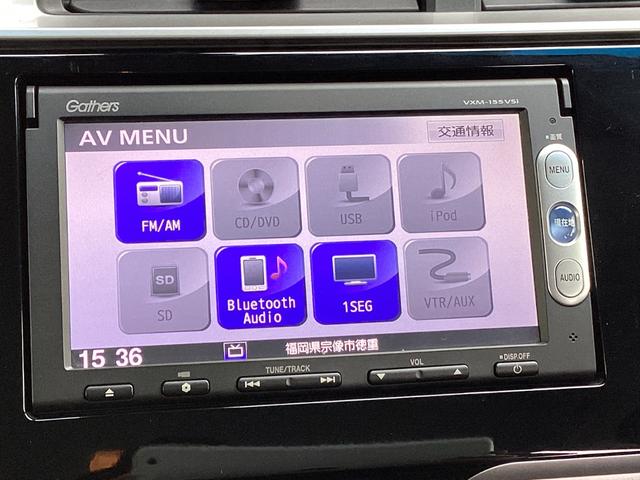 Gathers
VXM-155VSi
AV MENU
交通情報
画質
MENU
FM/AM
CD/DVD
USB
iPod
現在地
SD
SD
Bluetooth
Audio
1SEG
VTR/AUX
AUDIO
15 36
福岡県宗像市徳重
TUNE/TRACK
VOL
DISP.OFF